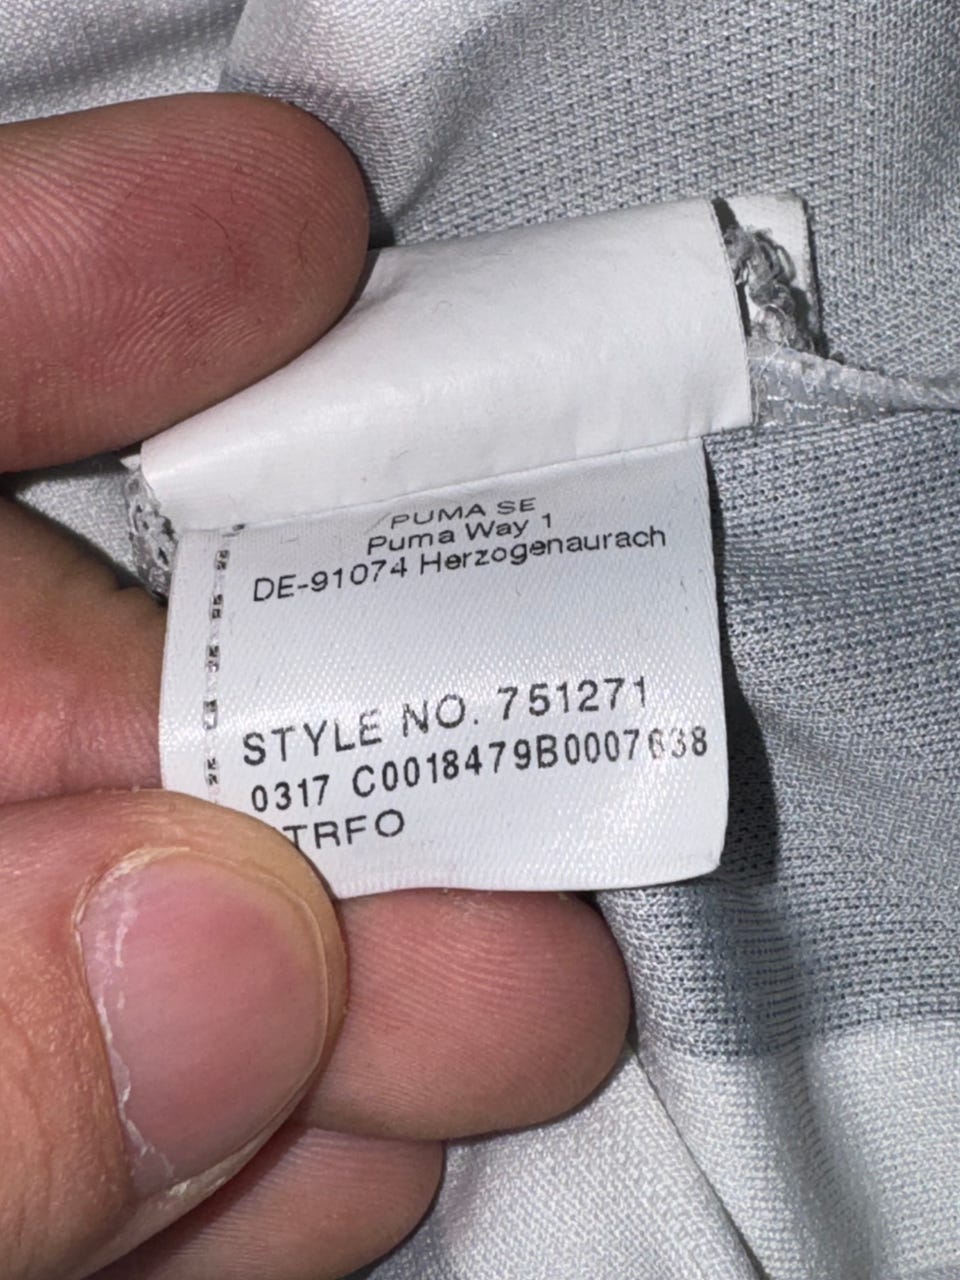 PUMA SE
Puma Way 1
DE-91074 Herzogenaurach
STYLE NO. 751271
0317 C0018479B0007638
TRFO